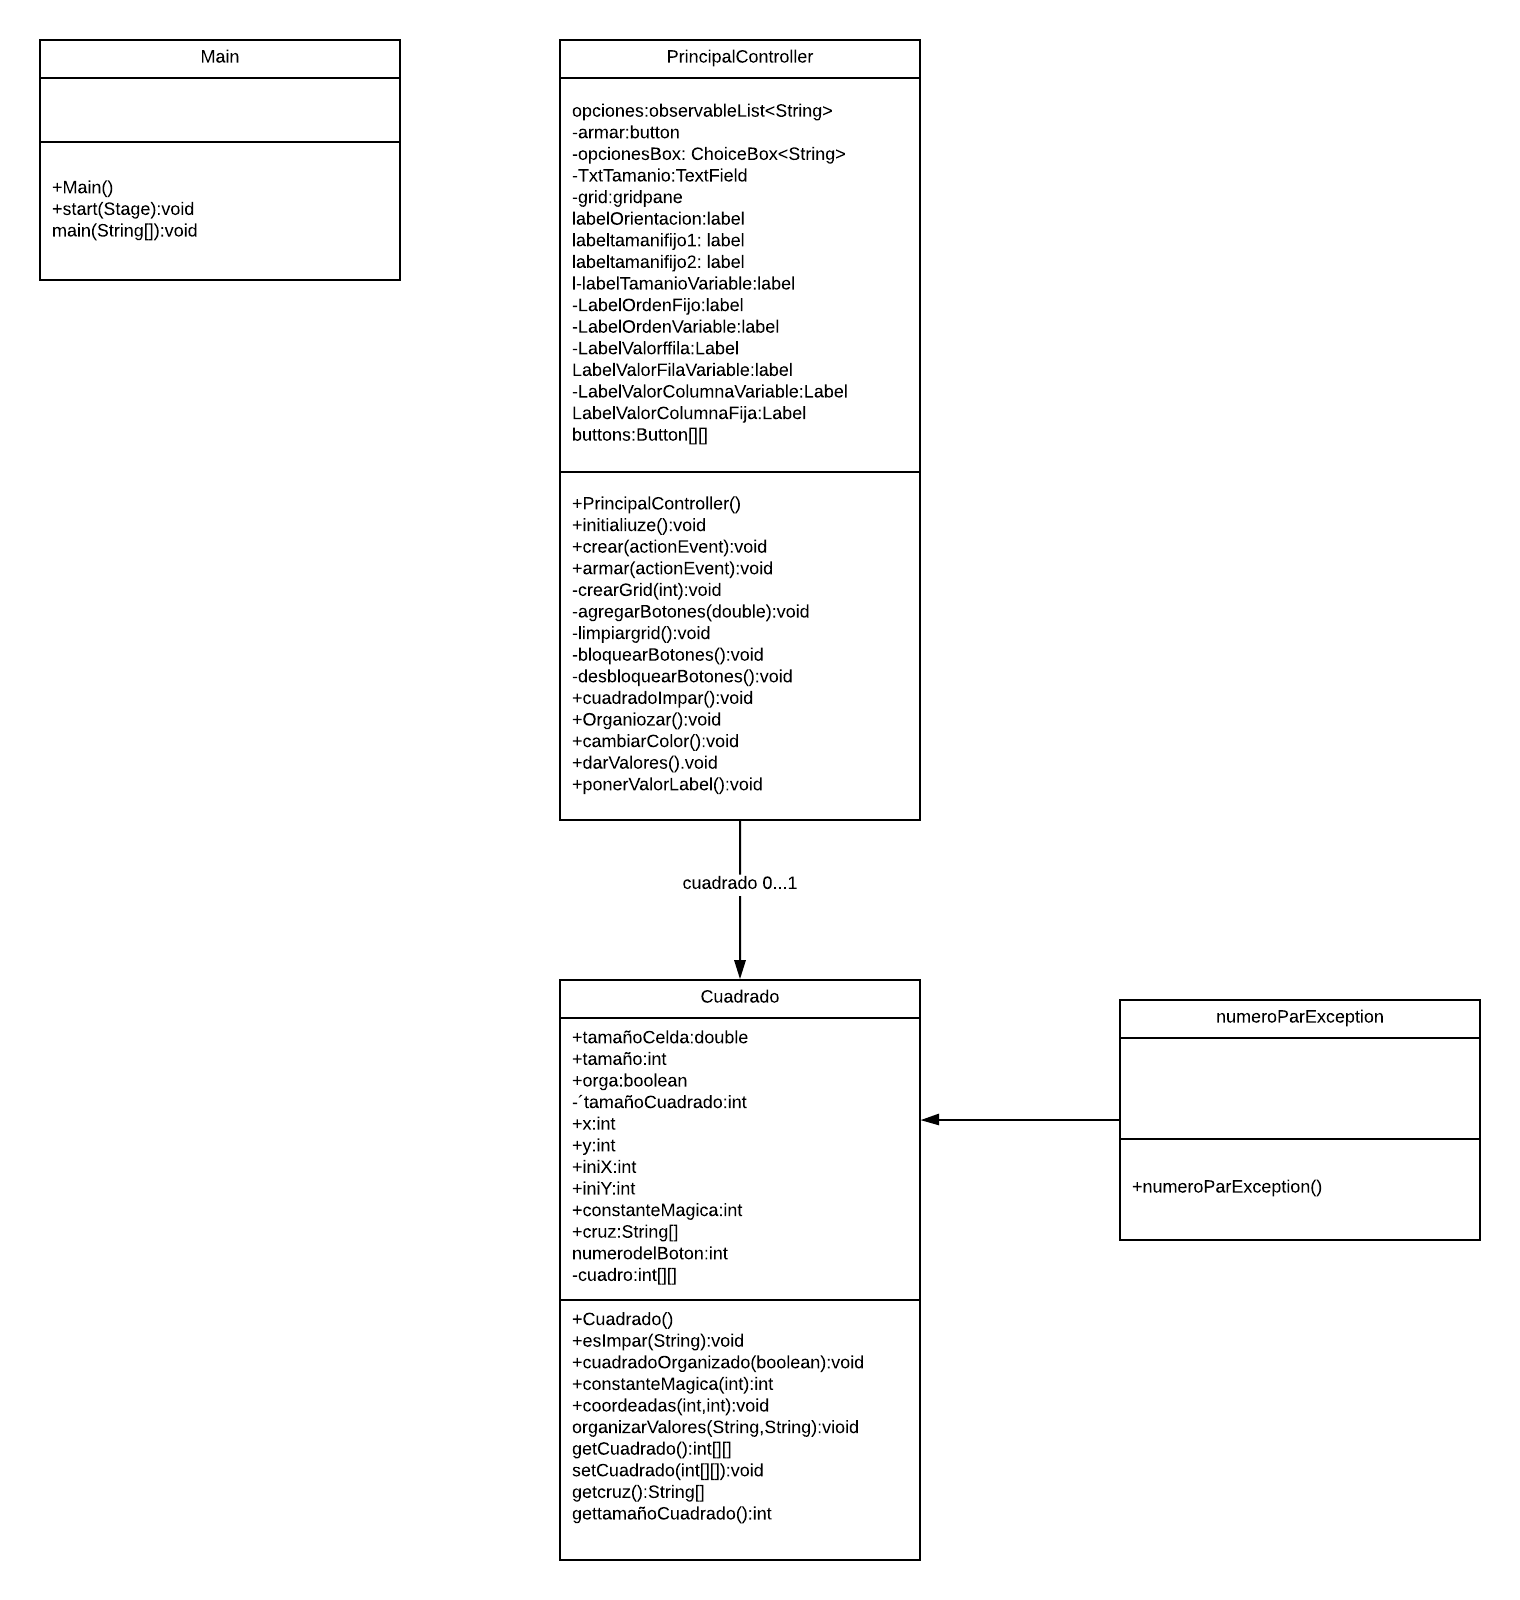 Main
+Main()
+start(Stage):void
main(String[]):void
PrincipalController
opciones:observableList<String>
-armar:button
-opcionesBox: ChoiceBox<String>
-TxtTamanio:TextField
-grid:gridpane
labelOrientacion:label
labeltamanifijo1: label
labeltamanifijo2: label
l-labelTamanioVariable:label
-LabelOrdenFijo:label
-LabelOrdenVariable:label
-LabelValorffila:Label
LabelValorFilaVariable:label
-LabelValorColumnaVariable:Label
LabelValorColumnaFija:Label
buttons:Button[][]
+PrincipalController()
+initialiuze():void
+crear(actionEvent):void
+armar(actionEvent):void
-crearGrid(int):void
-agregarBotones(double):void
-limpiargrid():void
-bloquearBotones():void
-desbloquearBotones():void
+cuadradoImpar():void
+Organiozar():void
+cambiarColor():void
+darValores().void
+ponerValorLabel():void
cuadrado 0...1
Cuadrado
+tamañoCelda:double
+tamaño:int
+orga:boolean
-´tamañoCuadrado:int
+x:int
+y:int
+iniX:int
+iniY:int
+constanteMagica:int
+cruz:String[]
numerodelBoton:int
-cuadro:int[][]
+Cuadrado()
+esImpar(String):void
+cuadradoOrganizado(boolean):void
+constanteMagica(int):int
+coordeadas(int,int):void
organizarValores(String,String):vioid
getCuadrado():int[][]
setCuadrado(int[][]):void
getcruz():String[]
gettamañoCuadrado():int
numeroParException
+numeroParException()